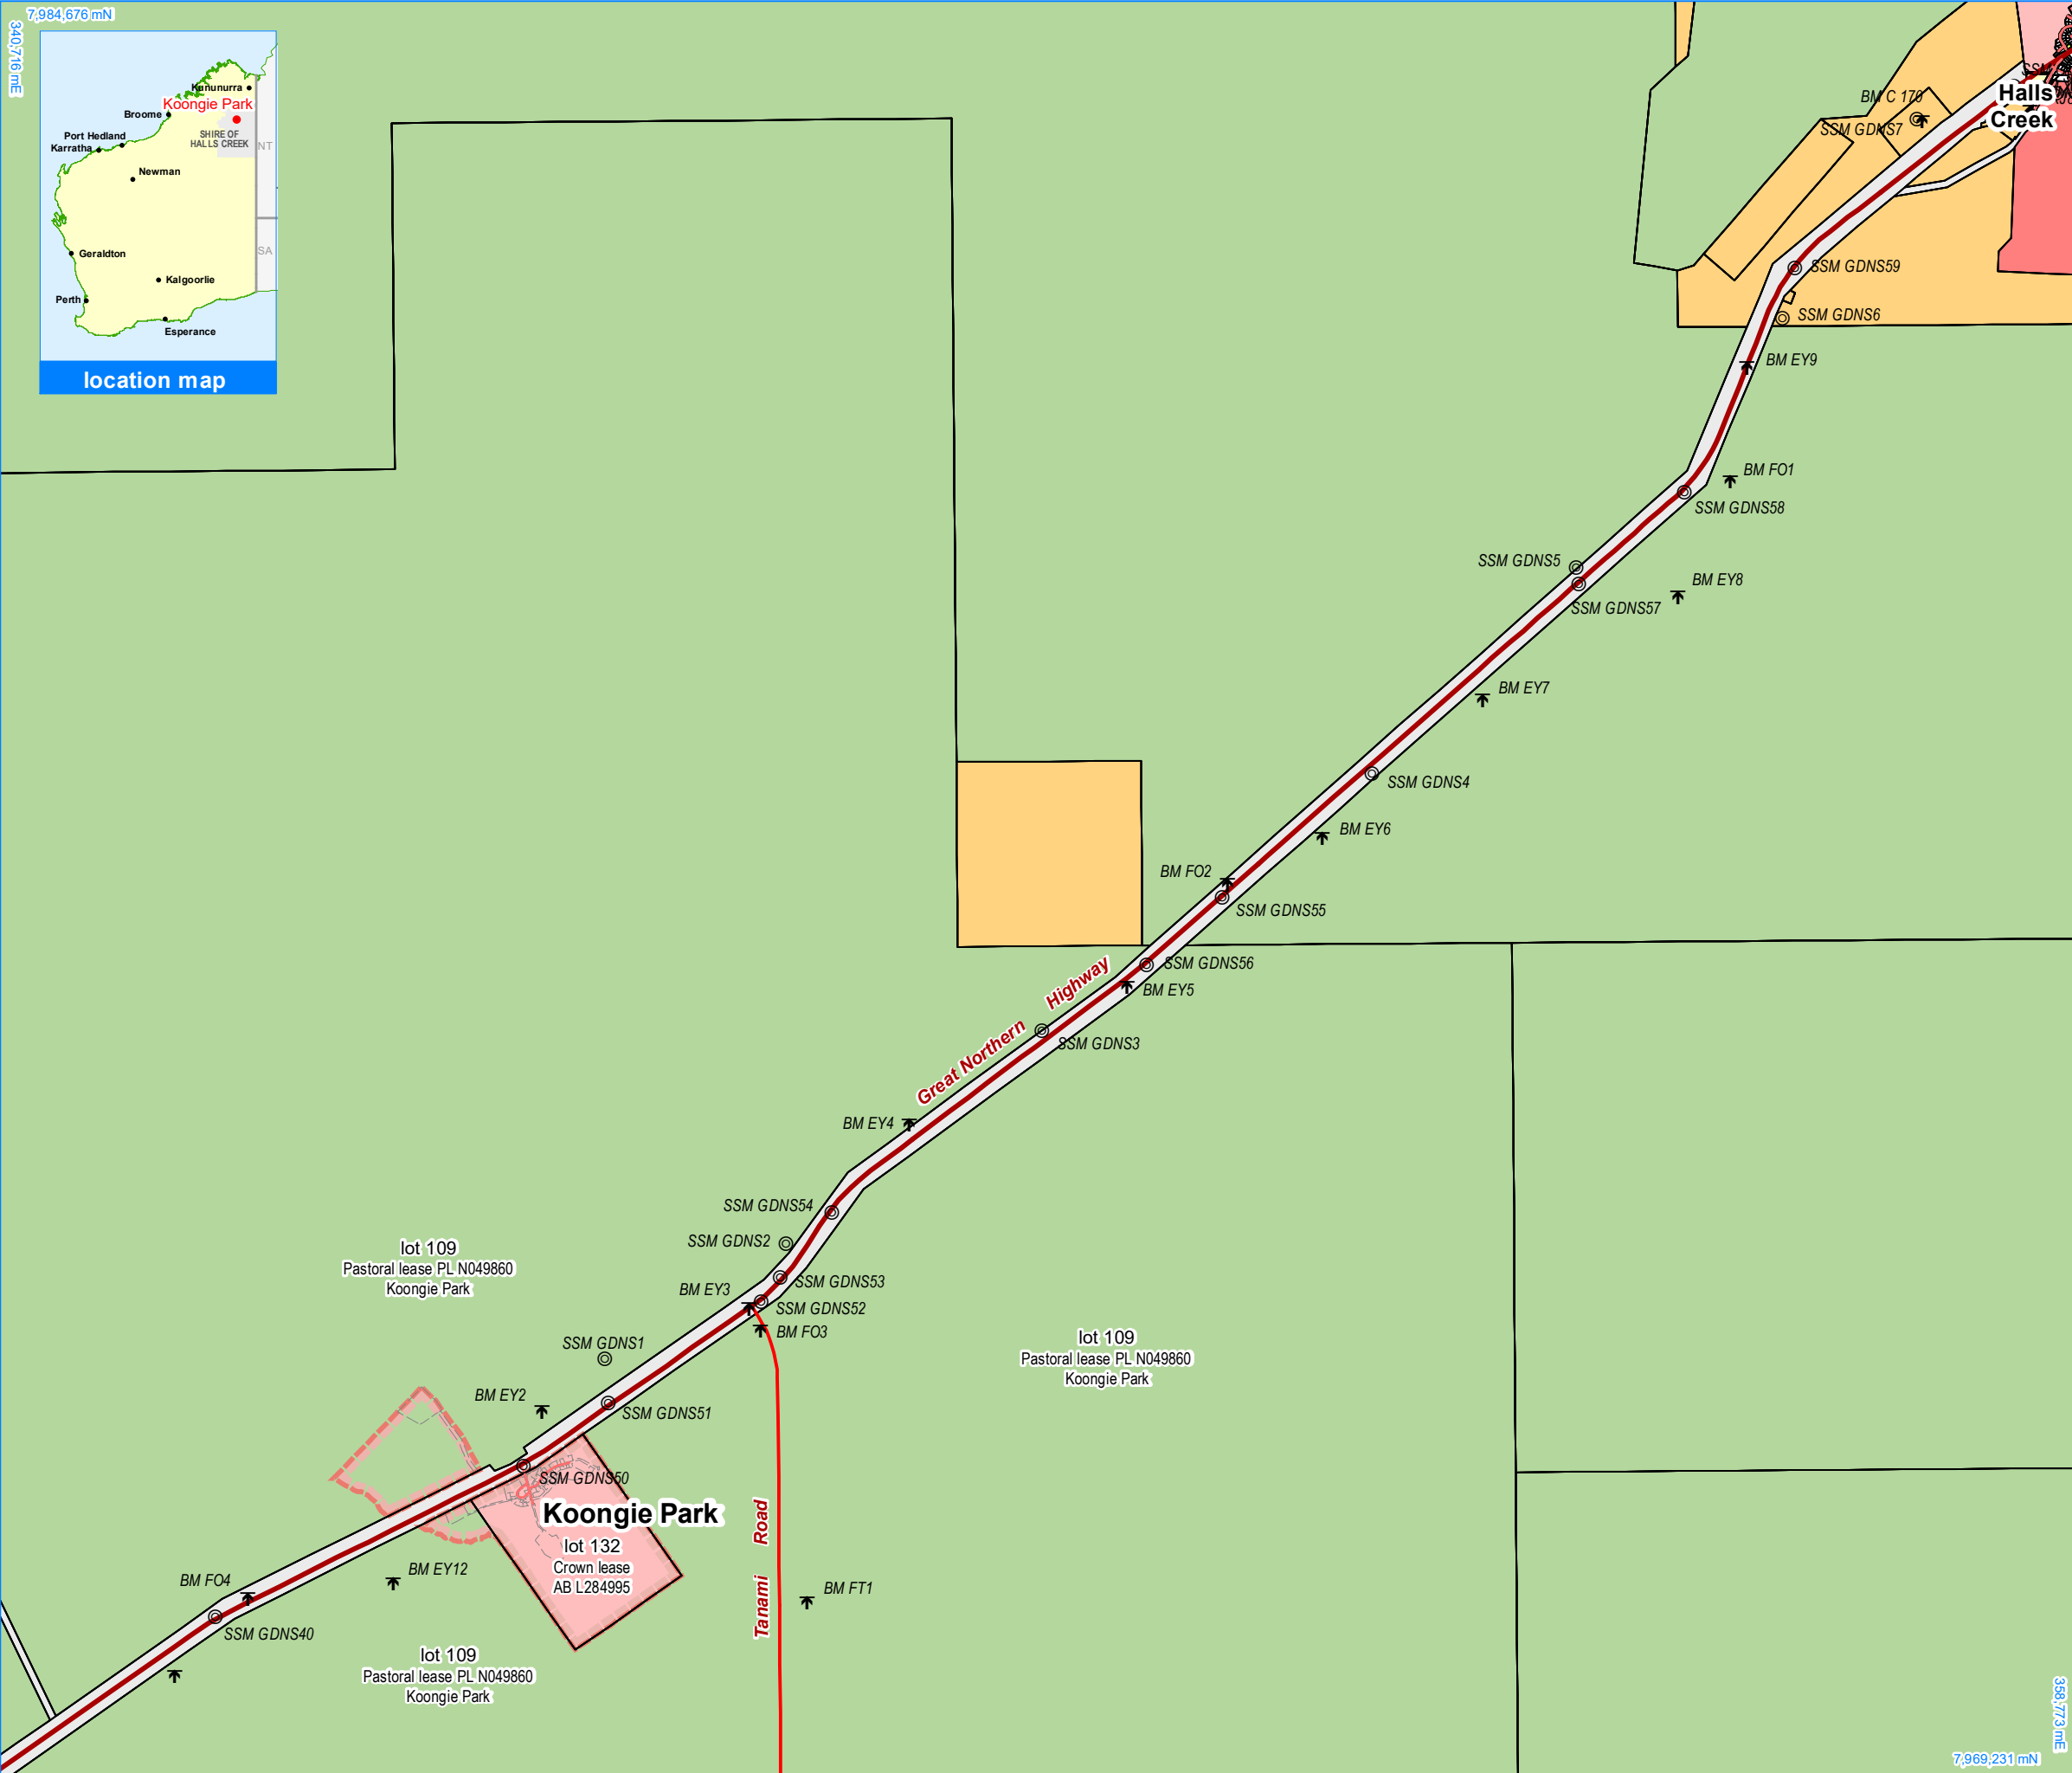 7,984,676 mN
340,716 mE
Kununurra
Koongie Park
Broome
SHIRE OF
HALLS CREEK
Port Hedland
Karratha
NT
Newman
Geraldton
SA
Kalgoorlie
Perth
Esperance
location map
Halls
Creek
BM C 170
SSM GDNS7
SSM GDNS59
SSM GDNS6
BM EY9
BM FO1
SSM GDNS58
SSM GDNS5
BM EY8
SSM GDNS57
BM EY7
SSM GDNS4
BM EY6
BM FO2
SSM GDNS55
SSM GDNS56
BM EY5
Great Northern Highway
SSM GDNS3
BM EY4
SSM GDNS54
SSM GDNS2
lot 109
Pastoral lease PL N049860
Koongie Park
SSM GDNS53
BM EY3
SSM GDNS52
BM FO3
SSM GDNS1
lot 109
Pastoral lease PL N049860
Koongie Park
BM EY2
SSM GDNS51
SSM GDNS50
Koongie Park
lot 132
Crown lease
AB L284995
Tanami Road
BM EY12
BM FO4
BM FT1
SSM GDNS40
lot 109
Pastoral lease PL N049860
Koongie Park
358,773 mE
7,969,231 mN